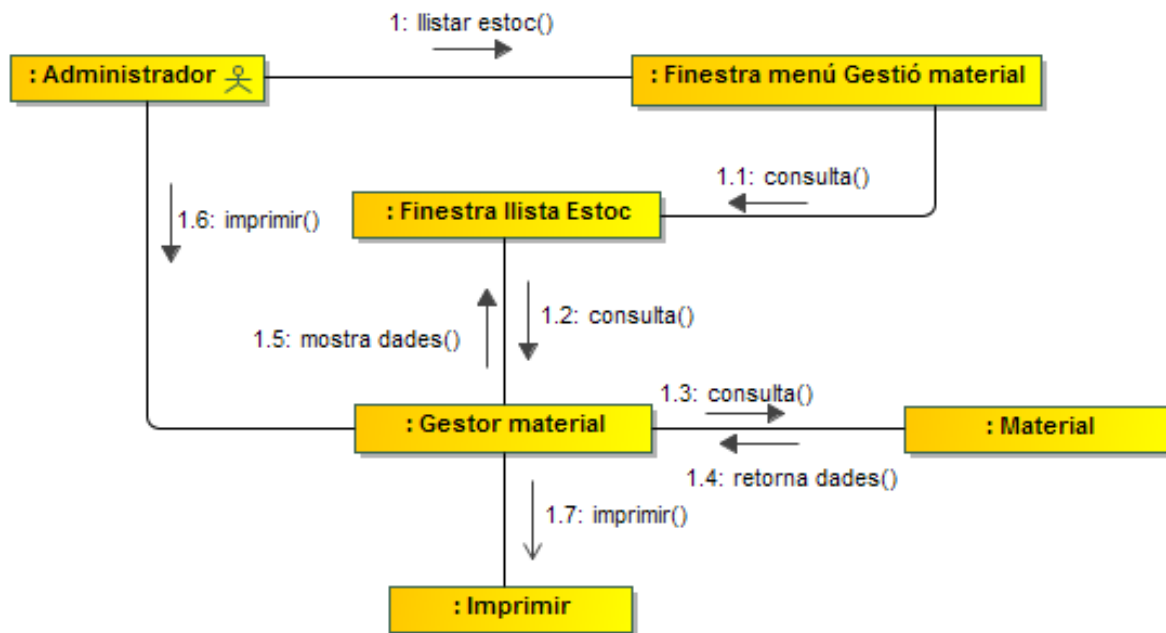 1: llistar estoc()
: Administrador
: Finestra menú Gestió material
1.1: consulta()
: Finestra llista Estoc
1.6: imprimir()
1.2: consulta()
1.5: mostra dades()
1.3: consulta()
: Gestor material
: Material
1.4: retorna dades()
1.7: imprimir()
: Imprimir